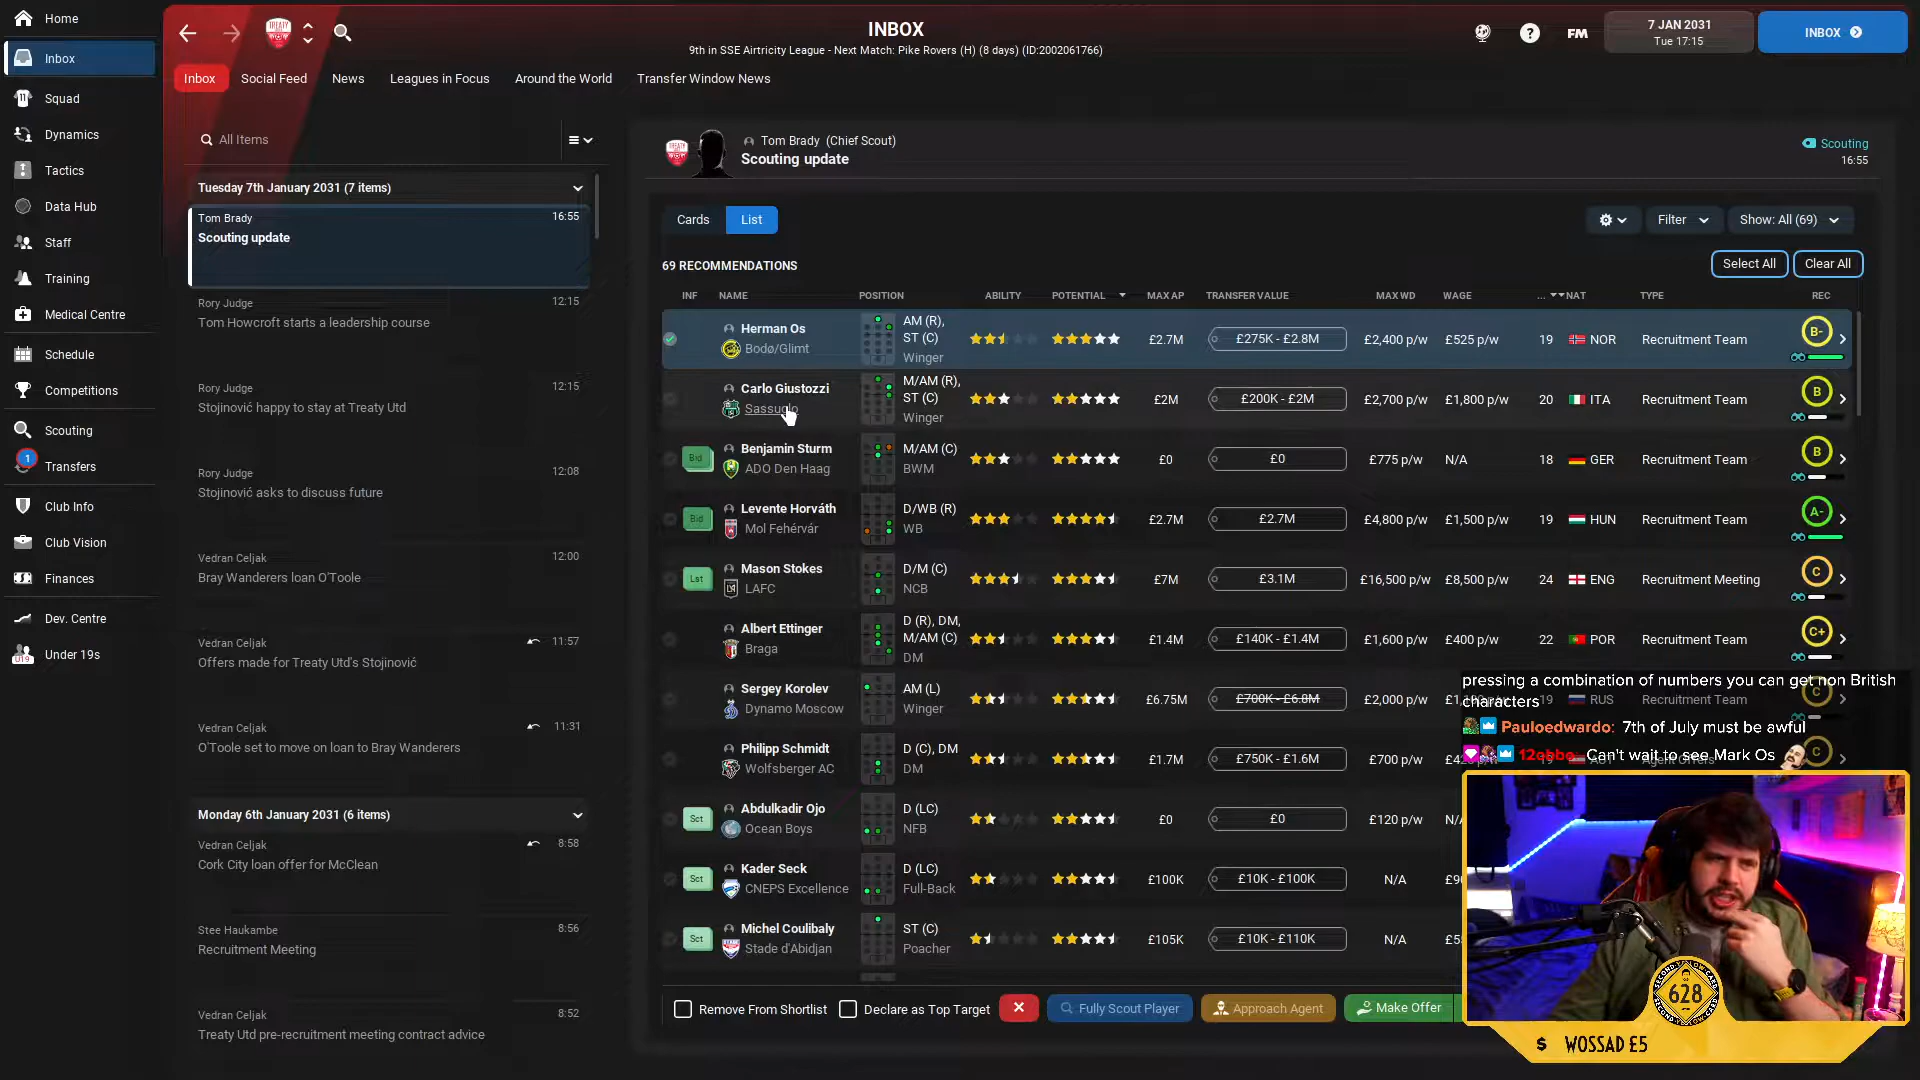 Home
Inbox
Squad
Dynamics
Tactics
Data Hub
Staff
Training
Medical Centre
Schedule
Competitions
Scouting
1
Transfers
Club Info
Club Vision
Finances
Dev. Centre
U19
Under 19s
INBOX
9th in SSE Airtricity League - Next Match: Pike Rovers (H) (8 days) (ID:2002061766)
FM
7 JAN 2031
Tue 17:15
INBOX
Inbox
Social Feed
News
Leagues in Focus
Around the World
Transfer Window News
All Items
Tuesday 7th January 2031 (7 items)
Tom Brady 16:55
Scouting update
Rory Judge 12:15
Tom Howcroft starts a leadership course
Rory Judge 12:15
Stojinović happy to stay at Treaty Utd
Rory Judge 12:08
Stojinović asks to discuss future
Vedran Celjak 12:00
Bray Wanderers loan O'Toole
Vedran Celjak 11:57
Offers made for Treaty Utd's Stojinović
Vedran Celjak 11:31
O'Toole set to move on loan to Bray Wanderers
Monday 6th January 2031 (6 items)
Vedran Celjak 8:58
Cork City loan offer for McClean
Stee Haukambe 8:56
Recruitment Meeting
Stee Haukambe 8:52
Treaty Utd pre-recruitment meeting contract advice
Tom Brady (Chief Scout)
Scouting update
Scouting
16:55
Cards List
Filter Show: All (69)
69 RECOMMENDATIONS
Select All Clear All
INF NAME POSITION ABILITY POTENTIAL MAX AP TRANSFER VALUE MAX WD WAGE ... NAT TYPE REC
Herman Os
Bodø/Glimt
AM (R),
ST (C)
Winger
£2.7M £275K - £2.8M £2,400 p/w £525 p/w 19 NOR Recruitment Team B-
Carlo Giustozzi
Sassuolo
M/AM (R),
ST (C)
Winger
£2M £200K - £2M £2,700 p/w £1,800 p/w 20 ITA Recruitment Team B
Bid
Benjamin Sturm
ADO Den Haag
M/AM (C)
BWM
£0 £0 £775 p/w N/A 18 GER Recruitment Team B
Bid
Levente Horváth
Mol Fehérvár
D/WB (R)
WB
£2.7M £2.7M £4,800 p/w £1,500 p/w 19 HUN Recruitment Team A-
Lst
Mason Stokes
LAFC
D/M (C)
NCB
£7M £3.1M £16,500 p/w £8,500 p/w 24 ENG Recruitment Meeting C
Albert Ettinger
Braga
D (R), DM,
M/AM (C)
DM
£1.4M £140K - £1.4M £1,600 p/w £400 p/w 22 POR Recruitment Team C+
Sergey Korolev
Dynamo Moscow
AM (L)
Winger
£6.75M £700K - £6.8M £2,000 p/w 19 RUS C
Philipp Schmidt
Wolfsberger AC
D (C), DM
DM
£1.7M £750K - £1.6M £700 p/w C
Sct
Abdulkadir Ojo
Ocean Boys
D (LC)
NFB
£0 £0 £120 p/w
Sct
Kader Seck
CNEPS Excellence
D (LC)
Full-Back
£100K £10K - £100K N/A
Sct
Michel Coulibaly
Stade d'Abidjan
ST (C)
Poacher
£105K £10K - £110K N/A
Remove From Shortlist
Declare as Top Target
Fully Scout Player
Approach Agent
Make Offer
pressing a combination of numbers you can get non British
characters
Pauloedwardo: 7th of July must be awful
12ebbo: Can't wait to see Mark Os
628
$ WOSSAD £5